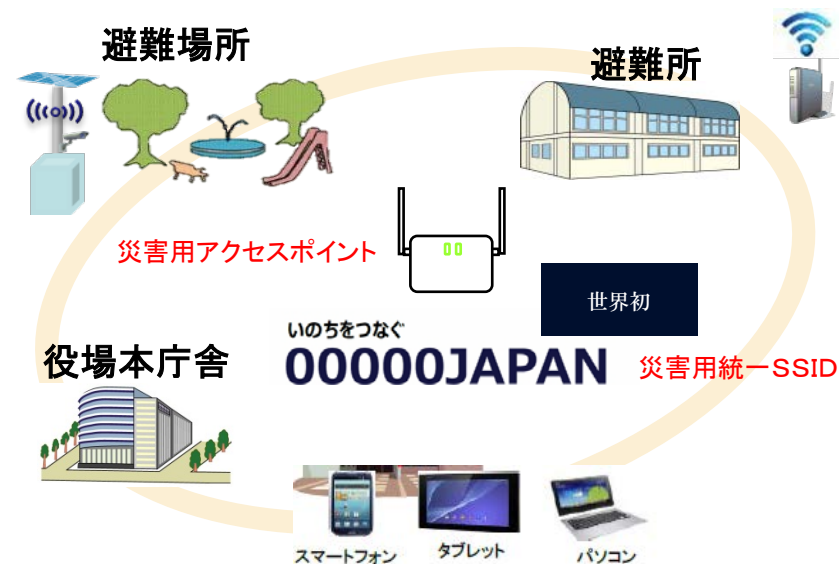 避難場所
避難所
((o))
災害用アクセスポイント
世界初
いのちをつなぐ
00000JAPAN
災害用統一SSID
役場本庁舎
スマートフォン
タブレット
パソコン